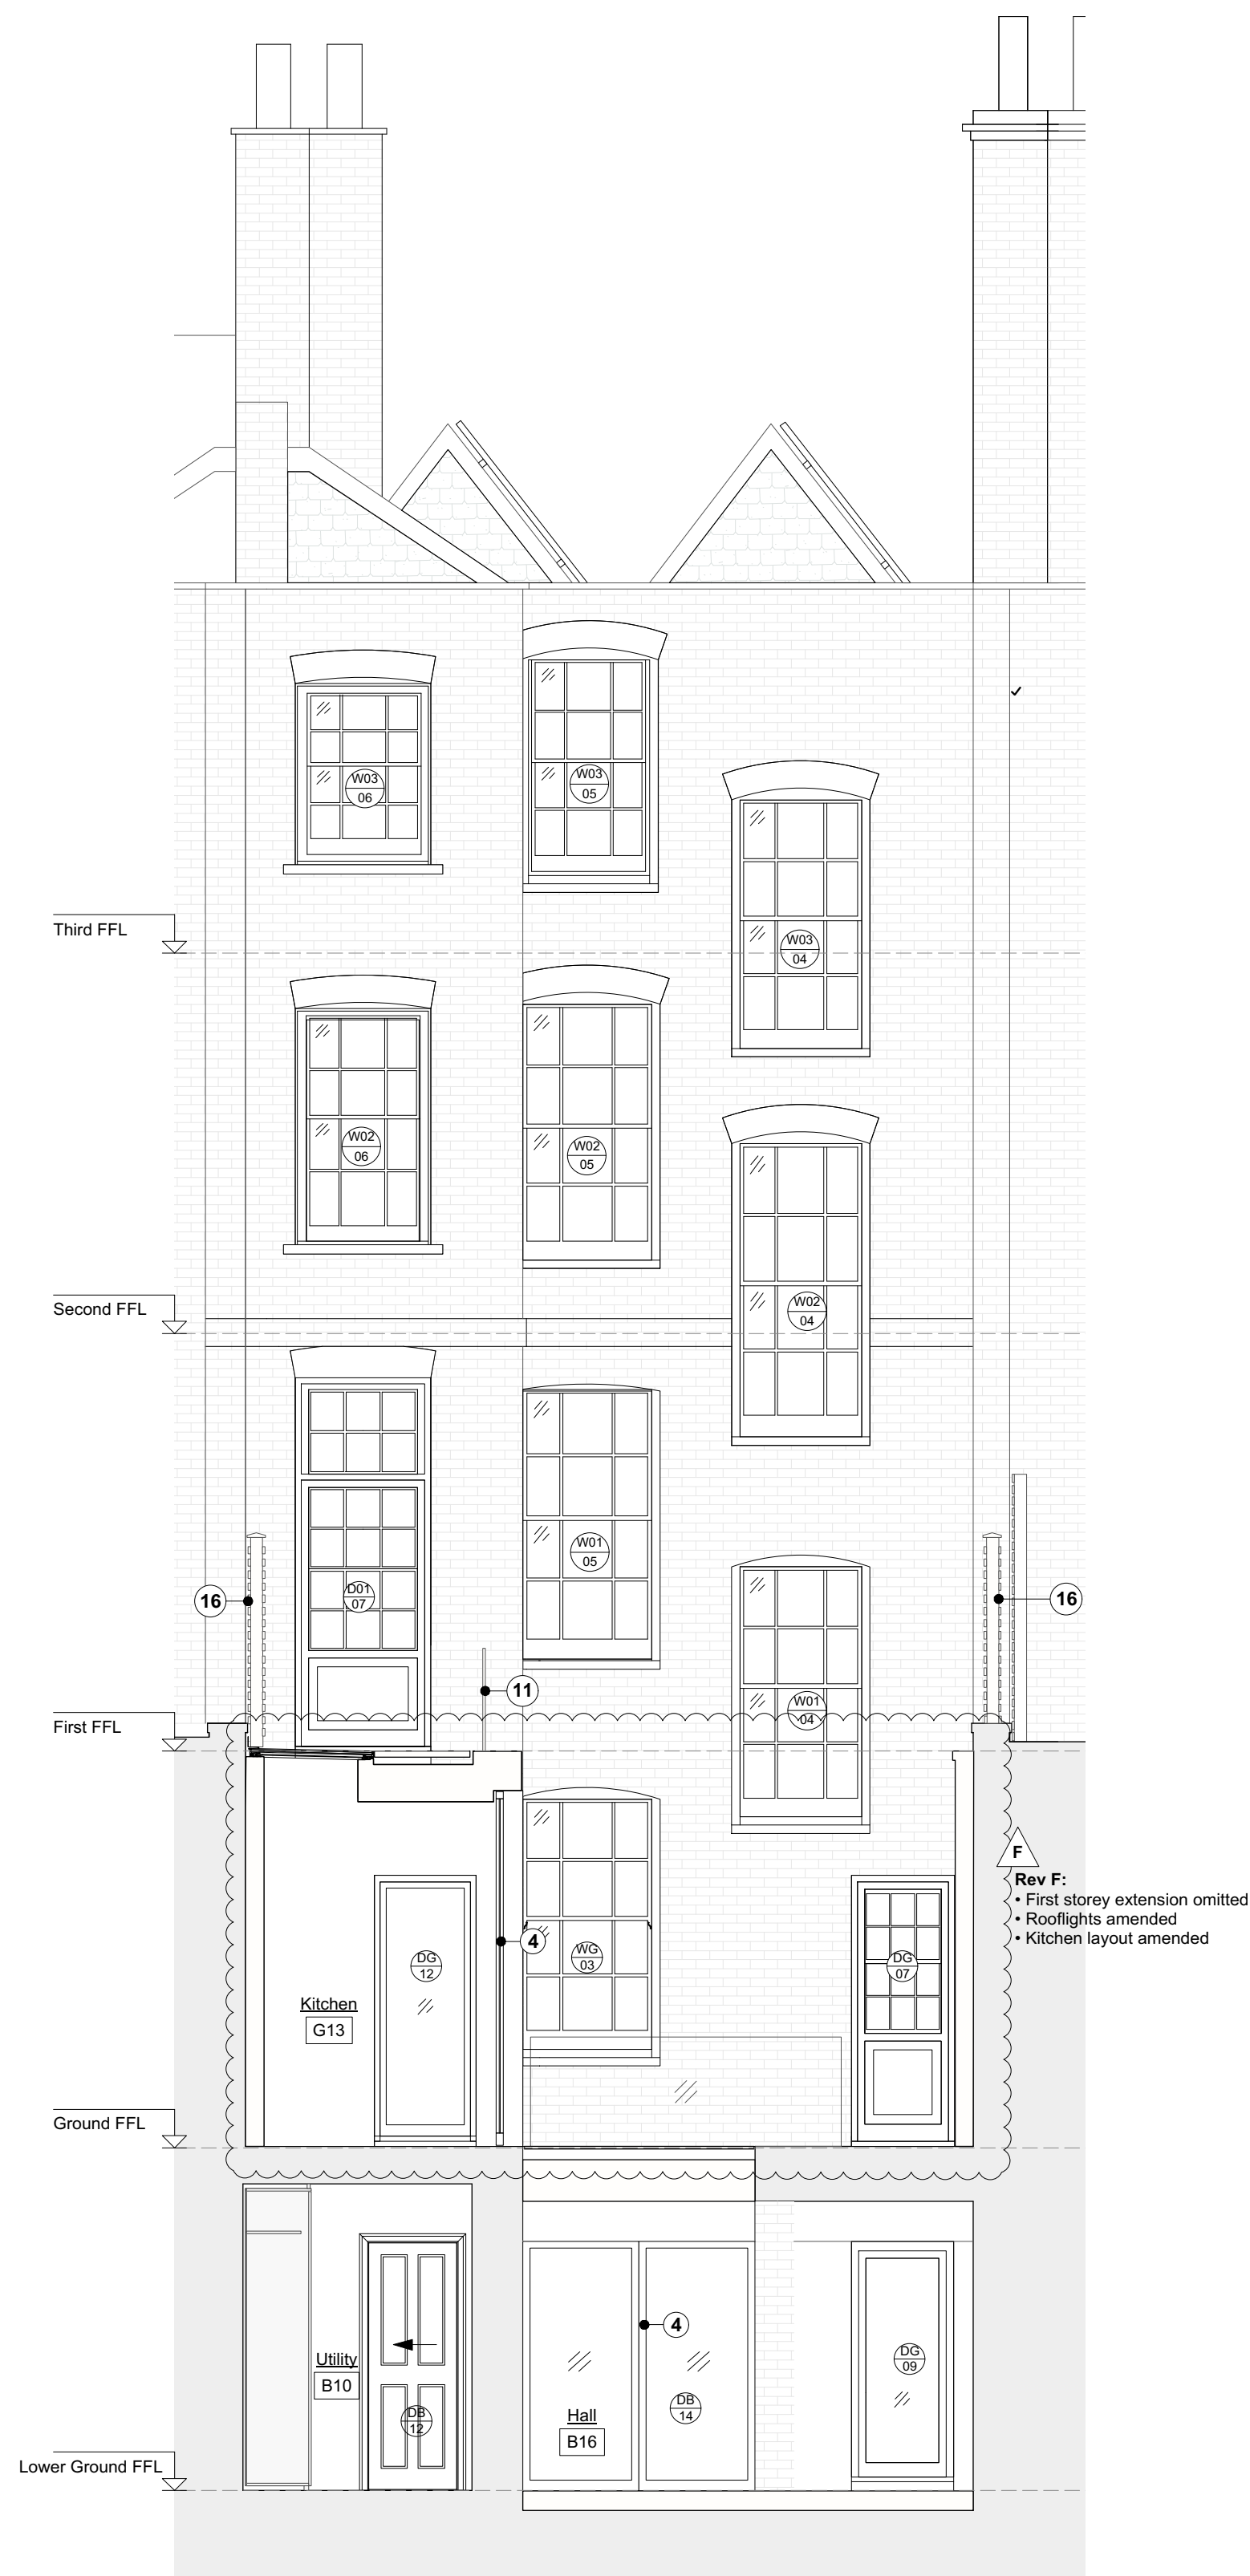 W03
05
W03
06
Third FFL
W03
04
W02
06
W02
05
Second FFL
W02
04
W01
05
D01
07
16
16
11
First FFL
W01
04
F
Rev F:
• First storey extension omitted
• Rooflights amended
• Kitchen layout amended
4
WG
03
DG
12
DG
07
Kitchen
G13
Ground FFL
4
Utility
B10
DG
09
DB
14
DB
12
Hall
B16
Lower Ground FFL